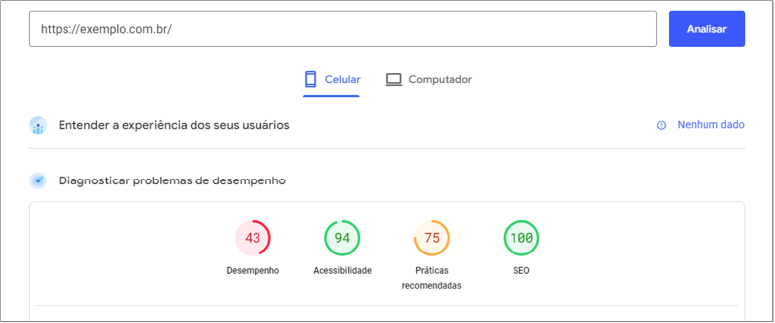 https://exemplo.com.br/
Analisar
Celular
Computador
Entender a experiência dos seus usuários
Nenhum dado
Diagnosticar problemas de desempenho
43
94
75
100
Desempenho
Acessibilidade
Práticas
recomendadas
SEO